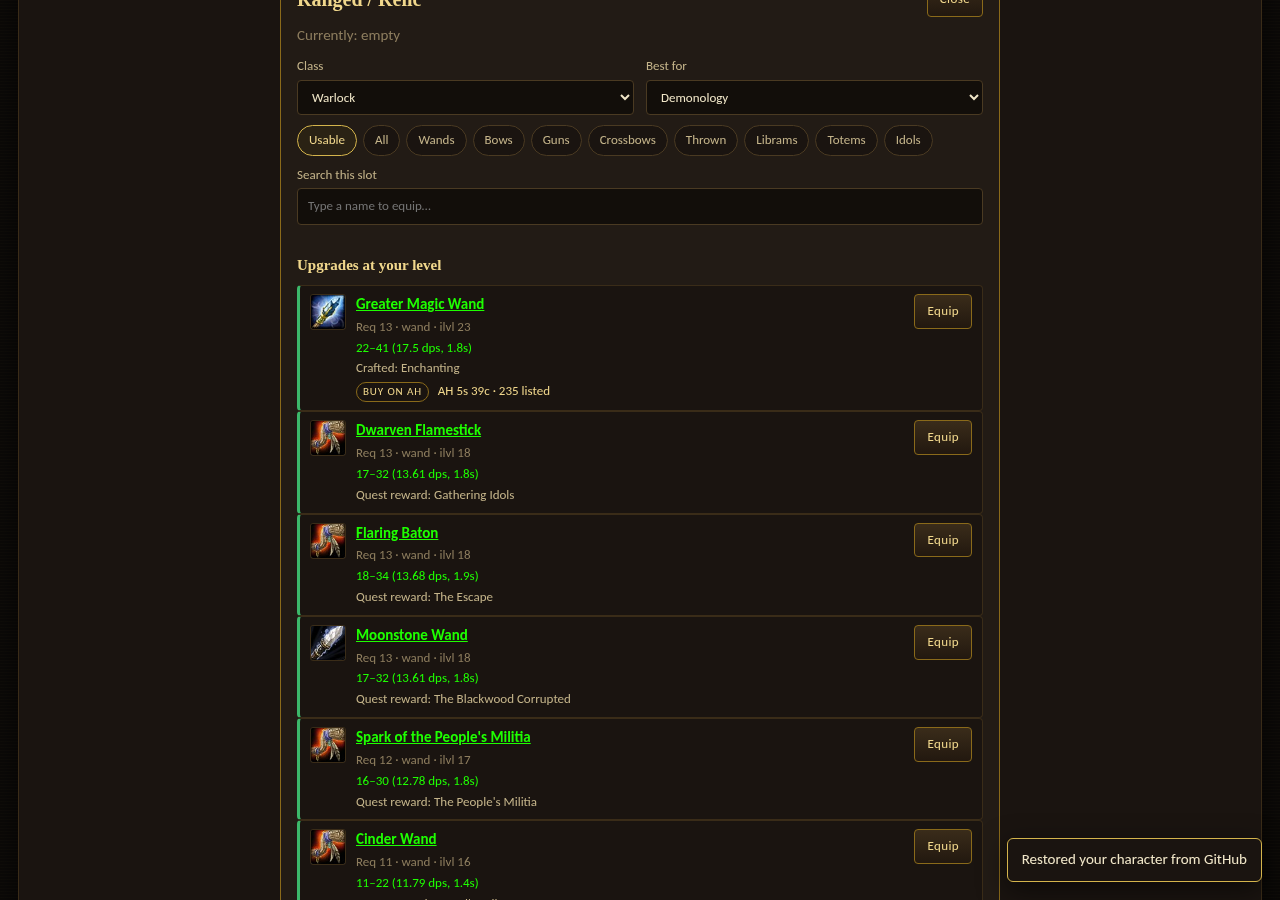 Ranged / Relic
Close
Currently: empty
Class
Best for
Warlock
Demonology
Usable
All
Wands
Bows
Guns
Crossbows
Thrown
Librams
Totems
Idols
Search this slot
Type a name to equip...
Upgrades at your level
Greater Magic Wand
Equip
Req 13 · wand · ilvl 23
22–41 (17.5 dps, 1.8s)
Crafted: Enchanting
BUY ON AH
AH 5s 39c · 235 listed
Dwarven Flamestick
Equip
Req 13 · wand · ilvl 18
17–32 (13.61 dps, 1.8s)
Quest reward: Gathering Idols
Flaring Baton
Equip
Req 13 · wand · ilvl 18
18–34 (13.68 dps, 1.9s)
Quest reward: The Escape
Moonstone Wand
Equip
Req 13 · wand · ilvl 18
17–32 (13.61 dps, 1.8s)
Quest reward: The Blackwood Corrupted
Spark of the People's Militia
Equip
Req 12 · wand · ilvl 17
16–30 (12.78 dps, 1.8s)
Quest reward: The People's Militia
Cinder Wand
Equip
Req 11 · wand · ilvl 16
11–22 (11.79 dps, 1.4s)
Restored your character from GitHub